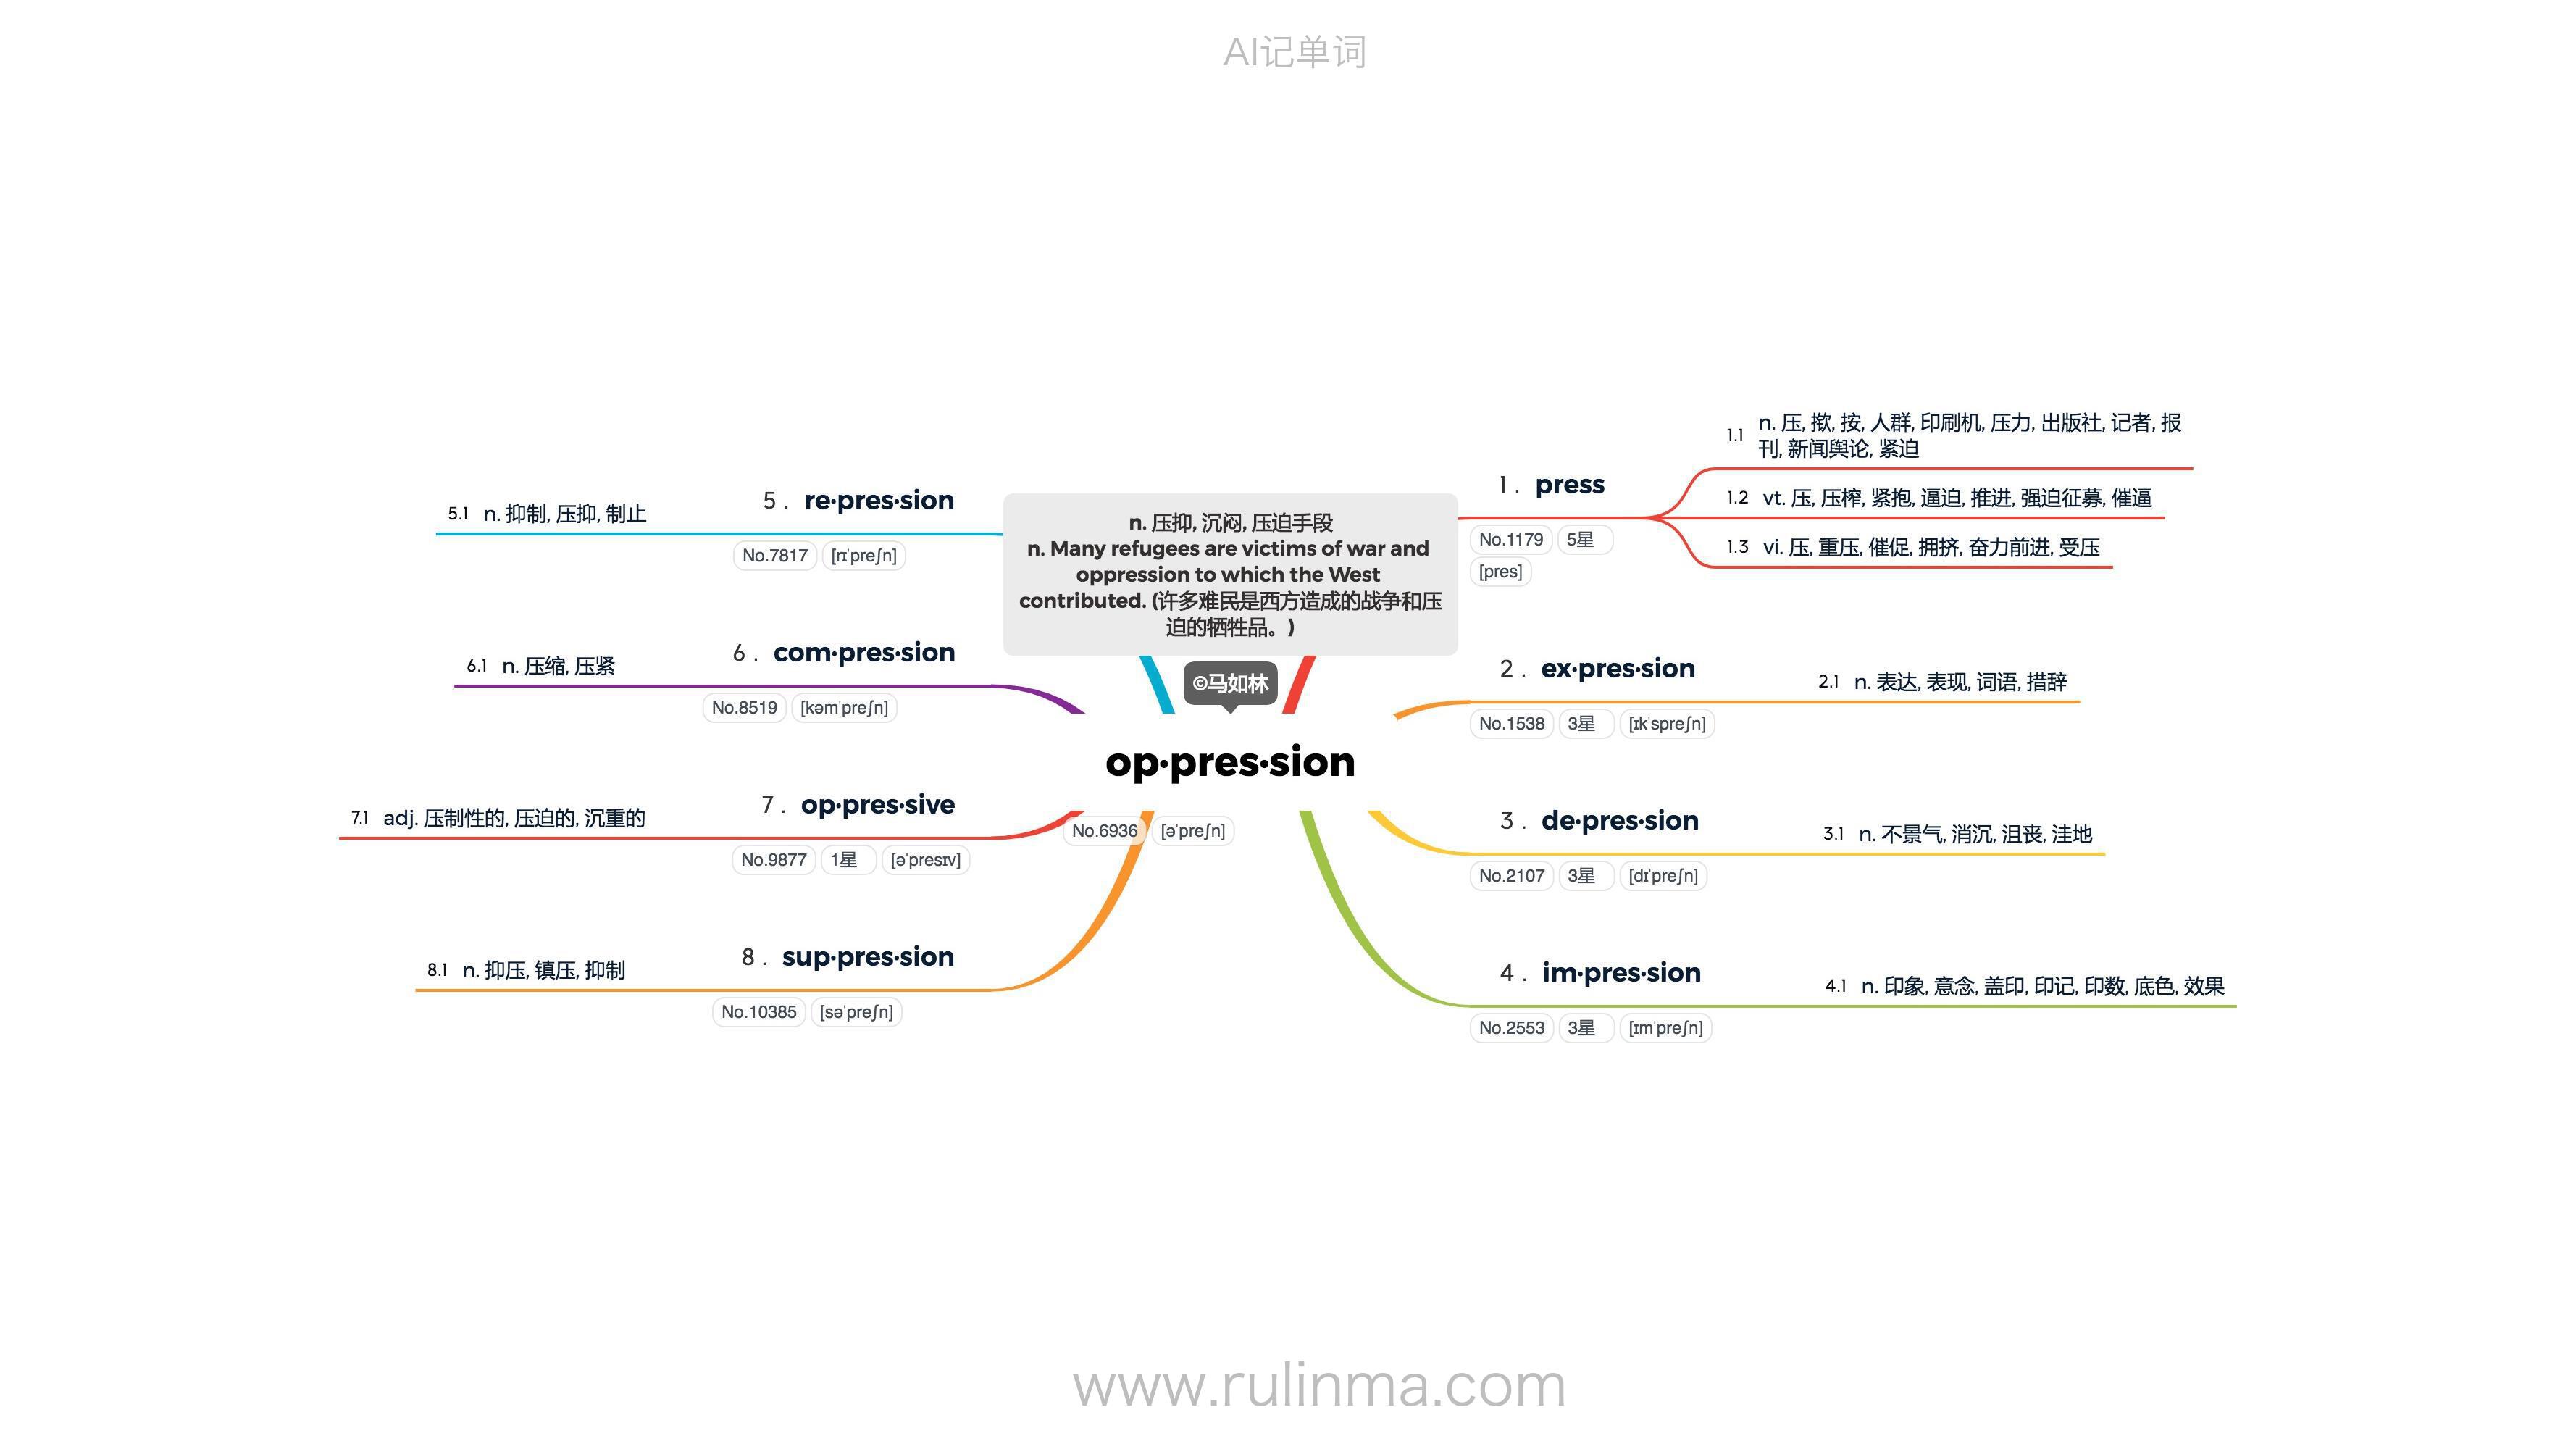 AI记单词
n. 压抑, 沉闷, 压迫手段
n. Many refugees are victims of war and
oppression to which the West
contributed. (许多难民是西方造成的战争和压
迫的牺牲品。)
©马如林
op·pres·sion
No.6936 [əˈpreʃn]
1 . press
No.1179 5星
[pres]
1.1 n. 压, 揿, 按, 人群, 印刷机, 压力, 出版社, 记者, 报
刊, 新闻舆论, 紧迫
1.2 vt. 压, 压榨, 紧抱, 逼迫, 推进, 强迫征募, 催逼
1.3 vi. 压, 重压, 催促, 拥挤, 奋力前进, 受压
2 . ex·pres·sion
No.1538 3星 [ɪkˈspreʃn]
2.1 n. 表达, 表现, 词语, 措辞
3 . de·pres·sion
No.2107 3星 [dɪˈpreʃn]
3.1 n. 不景气, 消沉, 沮丧, 洼地
4 . im·pres·sion
No.2553 3星 [ɪmˈpreʃn]
4.1 n. 印象, 意念, 盖印, 印记, 印数, 底色, 效果
5 . re·pres·sion
No.7817 [rɪˈpreʃn]
5.1 n. 抑制, 压抑, 制止
6 . com·pres·sion
No.8519 [kəmˈpreʃn]
6.1 n. 压缩, 压紧
7 . op·pres·sive
No.9877 1星 [əˈpresɪv]
7.1 adj. 压制性的, 压迫的, 沉重的
8 . sup·pres·sion
No.10385 [səˈpreʃn]
8.1 n. 抑压, 镇压, 抑制
www.rulinma.com